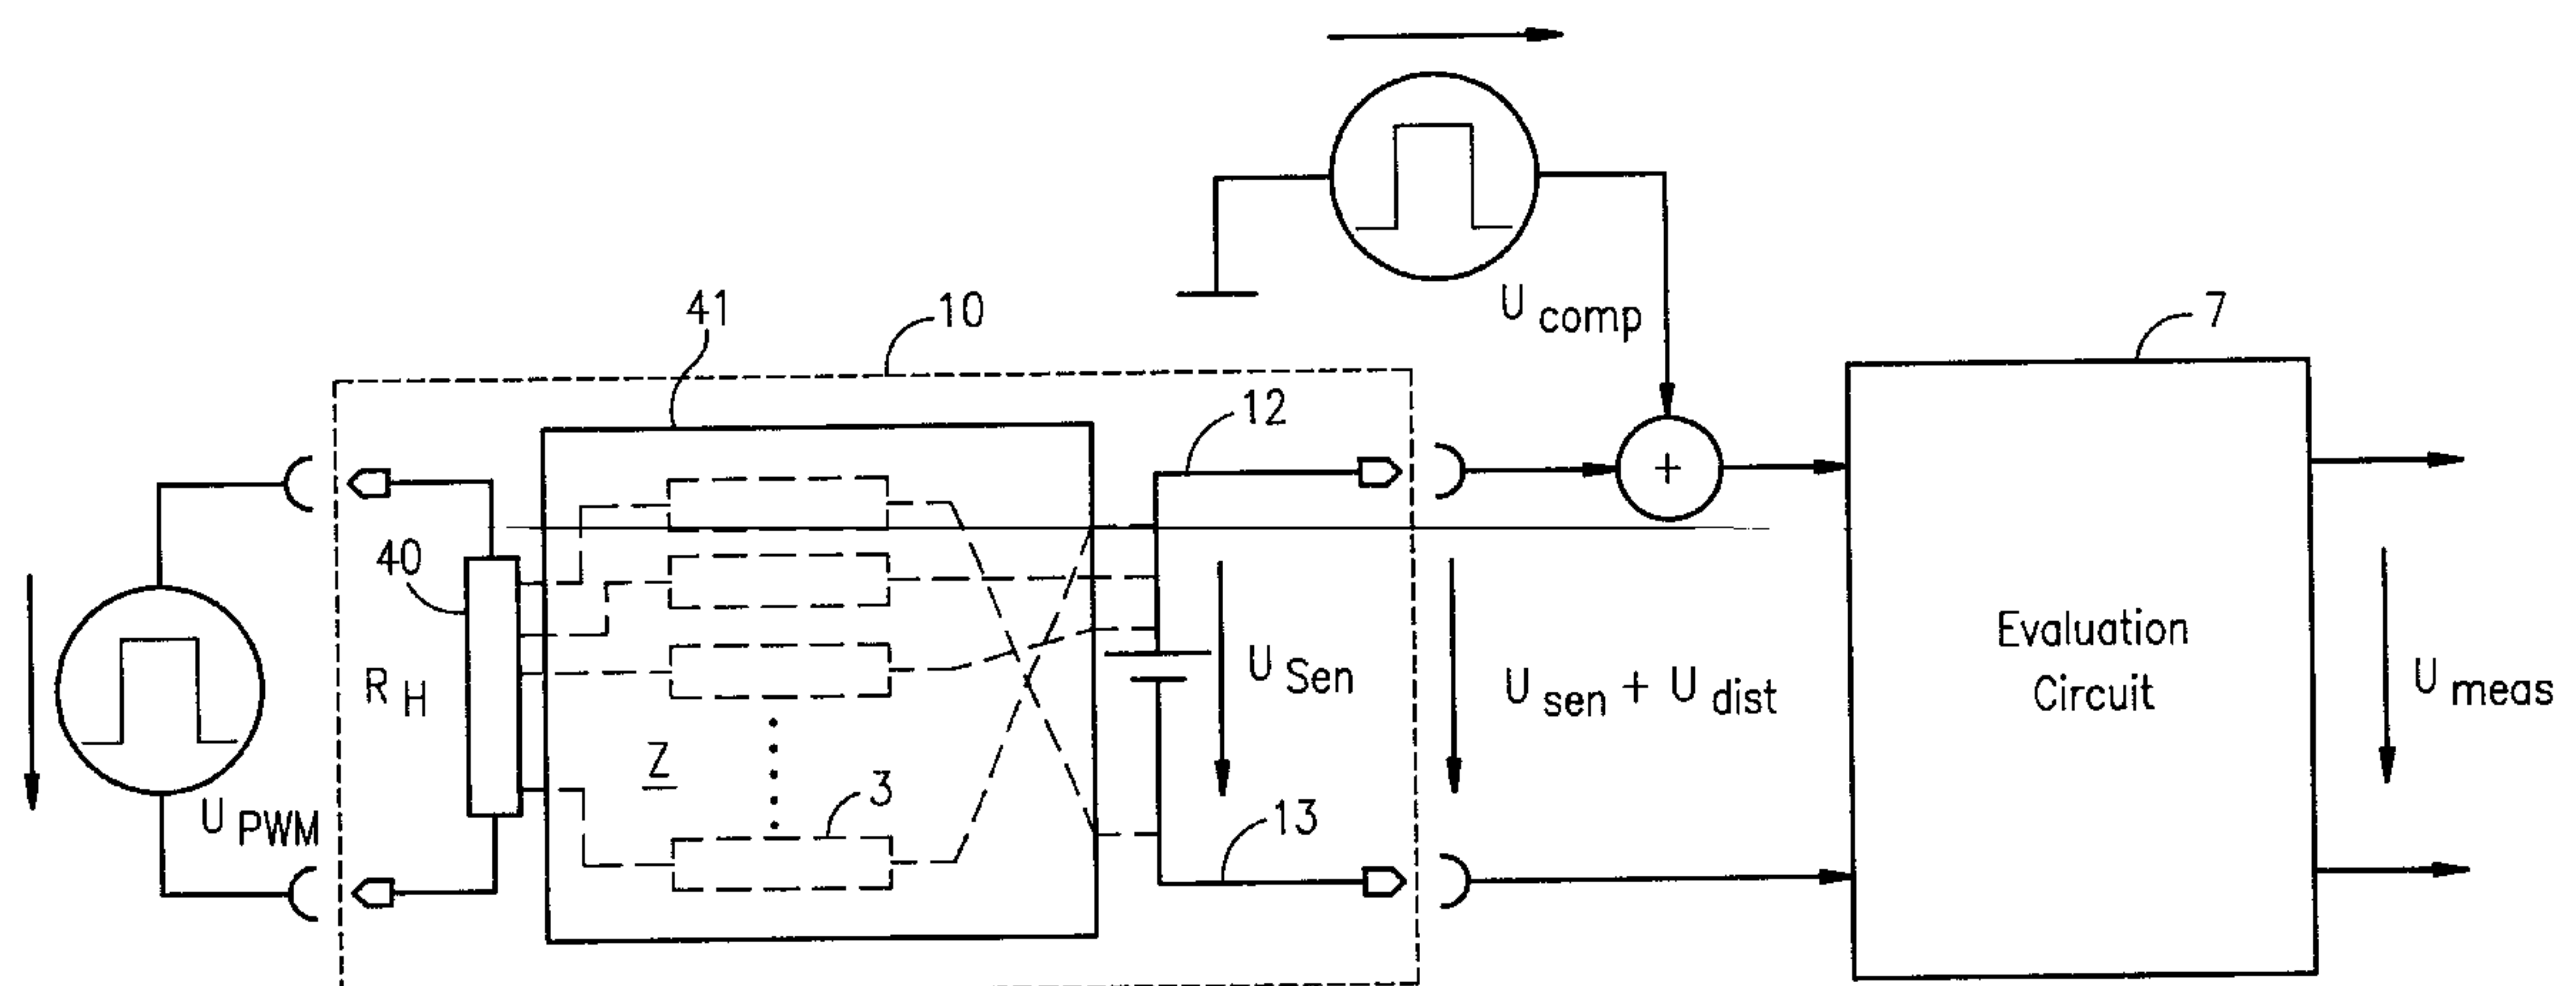 41
10
U comp
7
12
40
R H
U Sen
U sen + U dist
Evaluation
Circuit
U meas
Z
3
13
U PWM
+